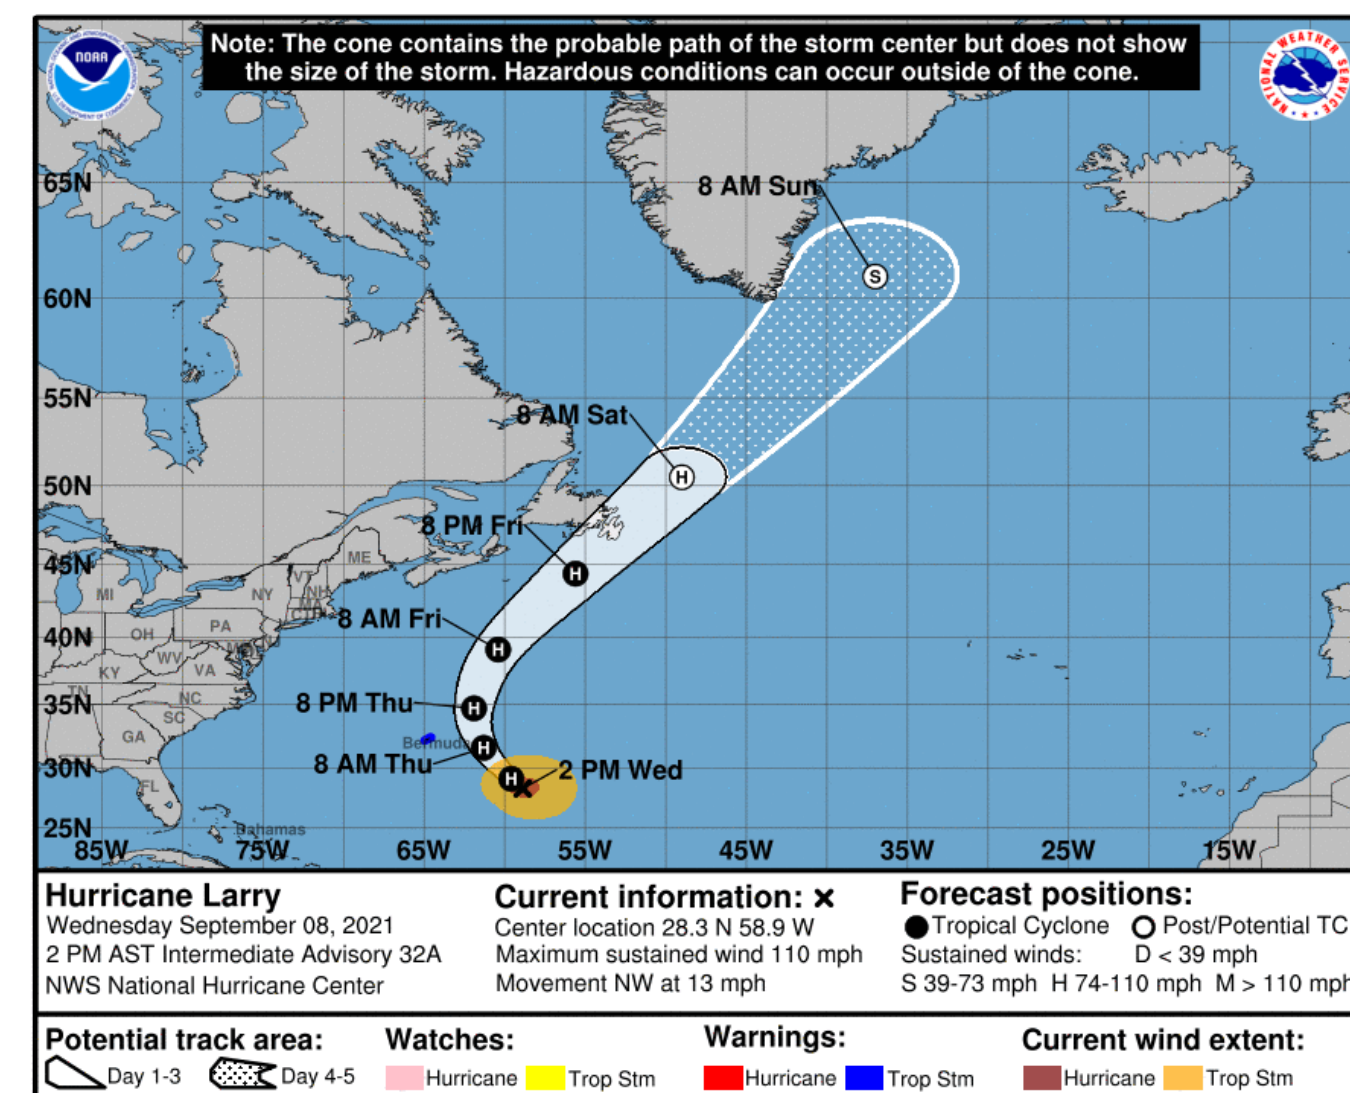 Note: The cone contains the probable path of the storm center but does not show
the size of the storm. Hazardous conditions can occur outside of the cone.
NOAA
NATIONAL WEATHER SERVICE
65N
8 AM Sun
S
60N
55N
8 AM Sat
50N
H
8 PM Fri
45N
H
ME
VT
NH
MI
NY
MA
8 AM Fri
PA
OH
40N
H
WV
VA
KY
TN
NC
35N
8 PM Thu
H
SC
GA
Bermuda
H
8 AM Thu
30N
H
2 PM Wed
FL
25N
Bahamas
85W 75W 65W 55W 45W 35W 25W 15W
Hurricane Larry
Wednesday September 08, 2021
2 PM AST Intermediate Advisory 32A
NWS National Hurricane Center
Current information: x
Center location 28.3 N 58.9 W
Maximum sustained wind 110 mph
Movement NW at 13 mph
Forecast positions:
Tropical Cyclone Post/Potential TC
Sustained winds: D < 39 mph
S 39-73 mph H 74-110 mph M > 110 mph
Potential track area:
Day 1-3 Day 4-5
Watches:
Hurricane Trop Stm
Warnings:
Hurricane Trop Stm
Current wind extent:
Hurricane Trop Stm